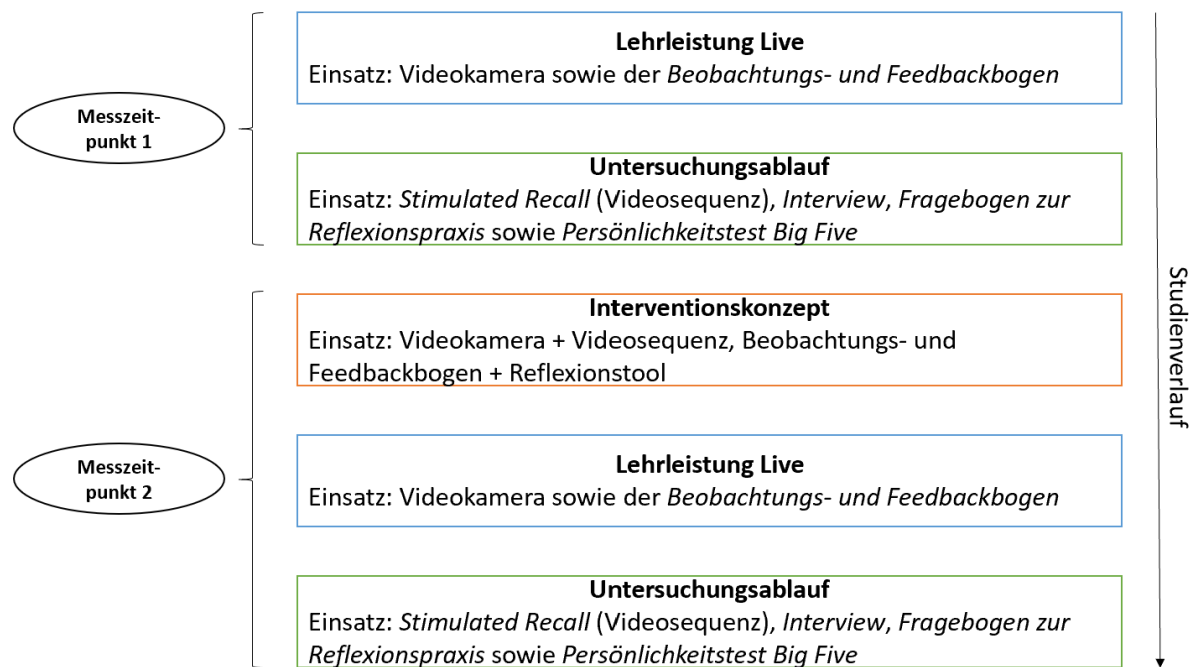 Lehrleistung Live
Einsatz: Videokamera sowie der Beobachtungs- und Feedbackbogen
Messzeit-
punkt 1
Untersuchungsablauf
Einsatz: Stimulated Recall (Videosequenz), Interview, Fragebogen zur
Reflexionspraxis sowie Persönlichkeitstest Big Five
Interventionskonzept
Einsatz: Videokamera + Videosequenz, Beobachtungs- und
Feedbackbogen + Reflexionstool
Messzeit-
punkt 2
Lehrleistung Live
Einsatz: Videokamera sowie der Beobachtungs- und Feedbackbogen
Untersuchungsablauf
Einsatz: Stimulated Recall (Videosequenz), Interview, Fragebogen zur
Reflexionspraxis sowie Persönlichkeitstest Big Five
Studienverlauf